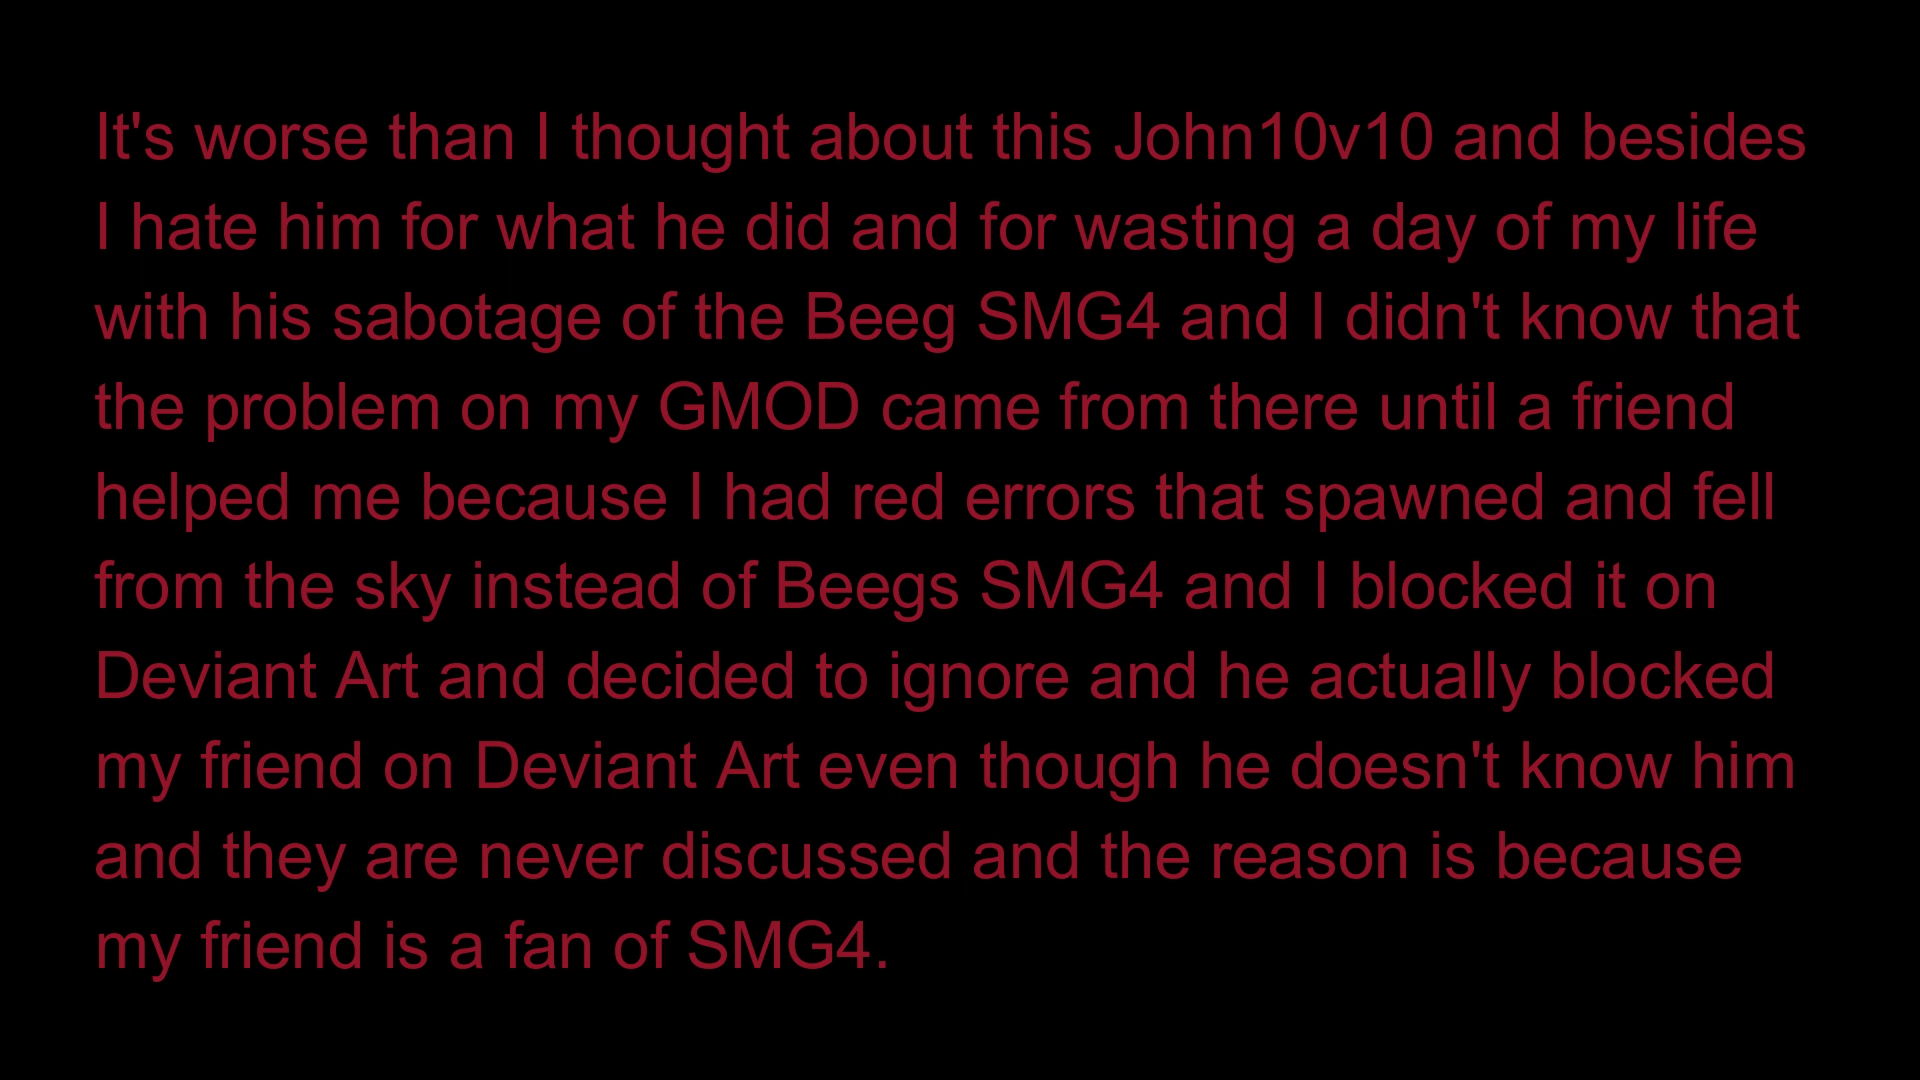 It's worse than I thought about this John10v10 and besides
I hate him for what he did and for wasting a day of my life
with his sabotage of the Beeg SMG4 and I didn't know that
the problem on my GMOD came from there until a friend
helped me because I had red errors that spawned and fell
from the sky instead of Beegs SMG4 and I blocked it on
Deviant Art and decided to ignore and he actually blocked
my friend on Deviant Art even though he doesn't know him
and they are never discussed and the reason is because
my friend is a fan of SMG4.